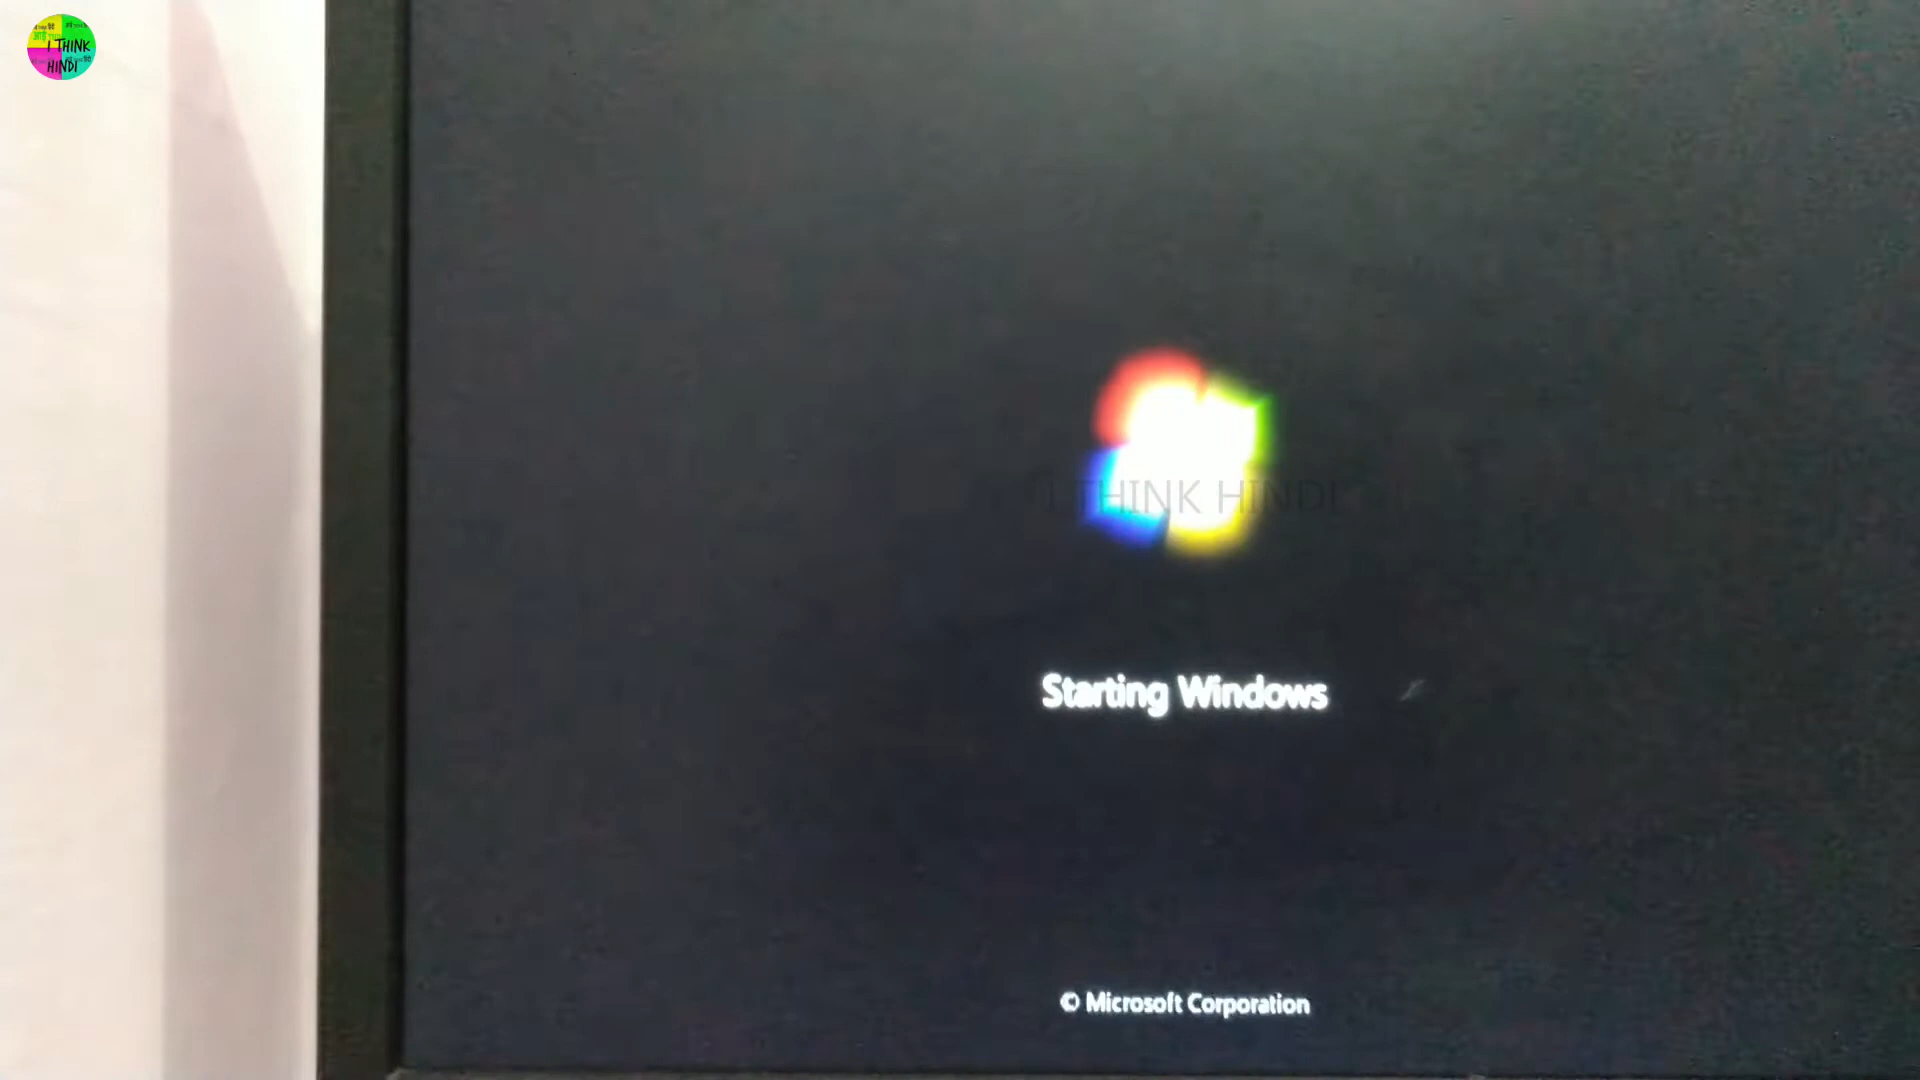 I THINK
HINDI
I THINK HINDI
Starting Windows
© Microsoft Corporation